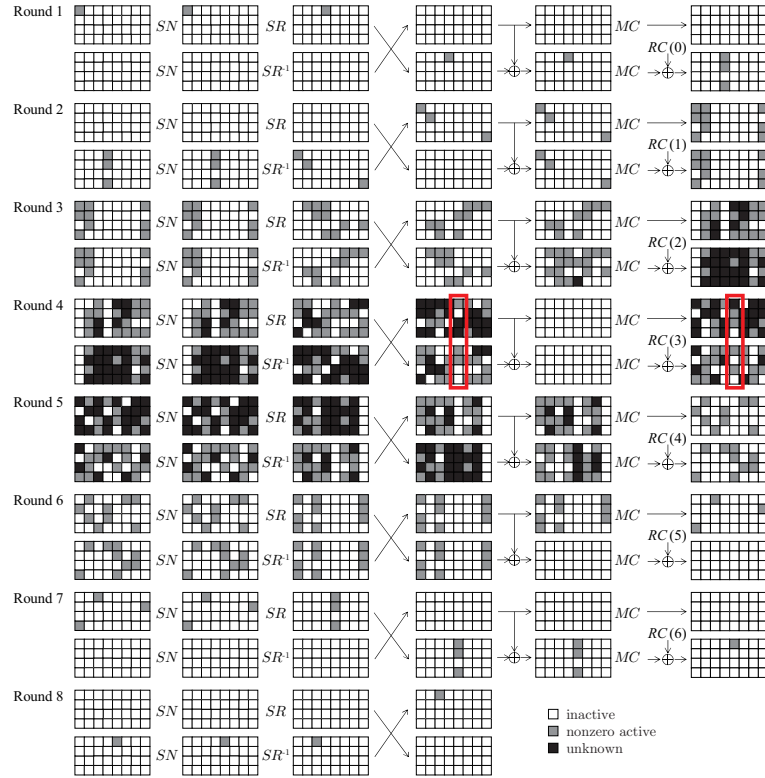 Round 1
SN SR MC
RC(0)
SN SR⁻¹ MC
Round 2
SN SR MC
RC(1)
SN SR⁻¹ MC
Round 3
SN SR MC
RC(2)
SN SR⁻¹ MC
Round 4
SN SR MC
RC(3)
SN SR⁻¹ MC
Round 5
SN SR MC
RC(4)
SN SR⁻¹ MC
Round 6
SN SR MC
RC(5)
SN SR⁻¹ MC
Round 7
SN SR MC
RC(6)
SN SR⁻¹ MC
Round 8
SN SR
SN SR⁻¹
inactive
nonzero active
unknown